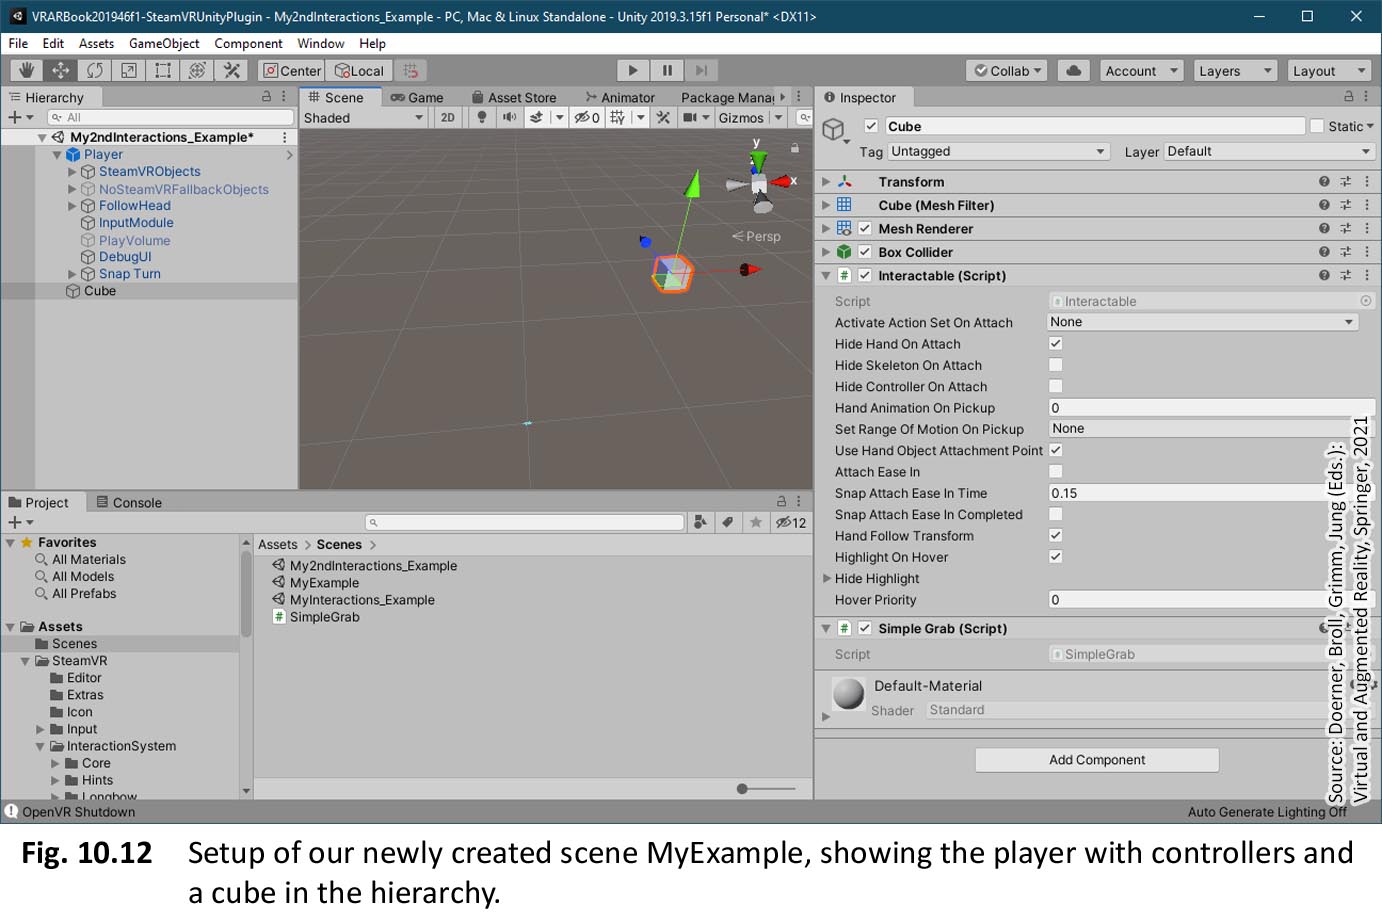 VRARBook201946f1-SteamVRUnityPlugin - My2ndInteractions_Example - PC, Mac & Linux Standalone - Unity 2019.3.15f1 Personal* <DX11>
File Edit Assets GameObject Component Window Help
Center Local Collab Account Layers Layout
Hierarchy
All
My2ndInteractions_Example*
Player
SteamVRObjects
NoSteamVRFallbackObjects
FollowHead
InputModule
PlayVolume
DebugUI
Snap Turn
Cube
Scene Game Asset Store Animator Package Mana
Shaded 2D 0 Gizmos
y
x
Persp
Inspector
Cube Static
Tag Untagged Layer Default
Transform
Cube (Mesh Filter)
Mesh Renderer
Box Collider
Interactable (Script)
Script Interactable
Activate Action Set On Attach None
Hide Hand On Attach
Hide Skeleton On Attach
Hide Controller On Attach
Hand Animation On Pickup 0
Set Range Of Motion On Pickup None
Use Hand Object Attachment Point
Attach Ease In
Snap Attach Ease In Time 0.15
Snap Attach Ease In Completed
Hand Follow Transform
Highlight On Hover
Hide Highlight
Hover Priority 0
Simple Grab (Script)
Script SimpleGrab
Default-Material
Shader Standard
Add Component
Project Console
12
Favorites
All Materials
All Models
All Prefabs
Assets
Scenes
SteamVR
Editor
Extras
Icon
Input
InteractionSystem
Core
Hints
Longbow
Assets > Scenes >
My2ndInteractions_Example
MyExample
MyInteractions_Example
SimpleGrab
OpenVR Shutdown
Auto Generate Lighting Off
Source: Doerner, Broll, Grimm, Jung (Eds.):
Virtual and Augmented Reality, Springer, 2021
Fig. 10.12 Setup of our newly created scene MyExample, showing the player with controllers and
a cube in the hierarchy.